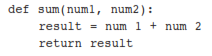 def sum(num1, num2):
    result = num 1 + num 2
    return result